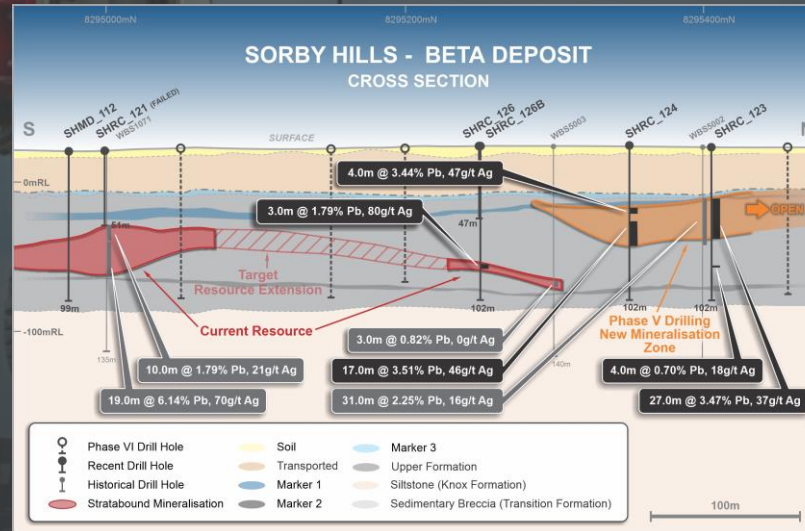 8295000mN
8295200mN
8295400mN
SORBY HILLS - BETA DEPOSIT
CROSS SECTION
S
SHMD_112
SHRC_121 (FAILED)
WBS1071
SURFACE
SHRC_126
SHRC_126B
WBS5003
SHRC_124
WBS5002
SHRC_123
0mRL
4.0m @ 3.44% Pb, 47g/t Ag
3.0m @ 1.79% Pb, 80g/t Ag
47m
51m
OPEN
Target
Resource Extension
Current Resource
99m
102m
102m
102m
Phase V Drilling
New Mineralisation
Zone
-100mRL
135m
140m
3.0m @ 0.82% Pb, 0g/t Ag
10.0m @ 1.79% Pb, 21g/t Ag
17.0m @ 3.51% Pb, 46g/t Ag
4.0m @ 0.70% Pb, 18g/t Ag
19.0m @ 6.14% Pb, 70g/t Ag
31.0m @ 2.25% Pb, 16g/t Ag
27.0m @ 3.47% Pb, 37g/t Ag
Phase VI Drill Hole
Soil
Marker 3
Recent Drill Hole
Transported
Upper Formation
Historical Drill Hole
Marker 1
Siltstone (Knox Formation)
Stratabound Mineralisation
Marker 2
Sedimentary Breccia (Transition Formation)
100m